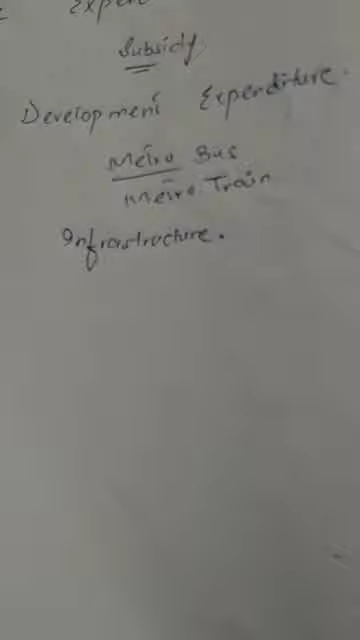 Subsidy
Development Expenditure.
Metro Bus
Metro Train
Infrastructure.